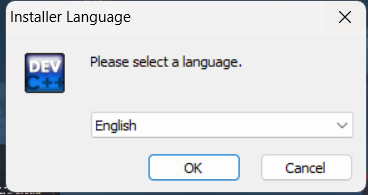 Installer Language
DEV
C++
Please select a language.
English
OK
Cancel